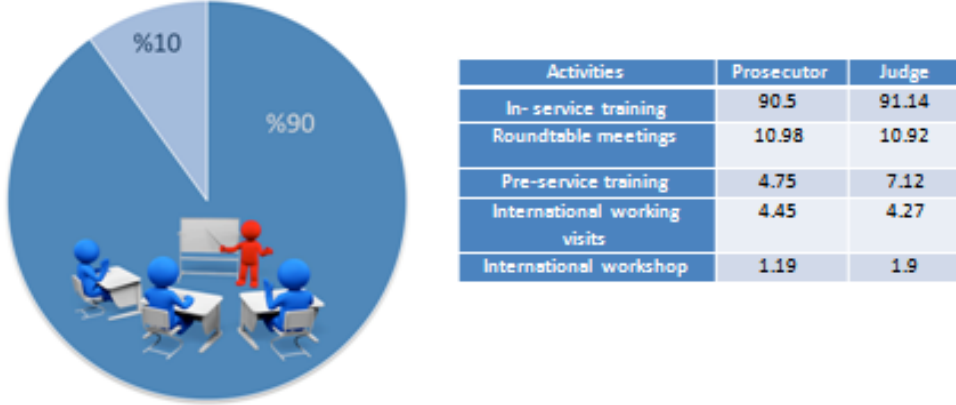 %10
%90
Activities Prosecutor Judge
In- service training 90.5 91.14
Roundtable meetings 10.98 10.92
Pre-service training 4.75 7.12
International working visits 4.45 4.27
International workshop 1.19 1.9